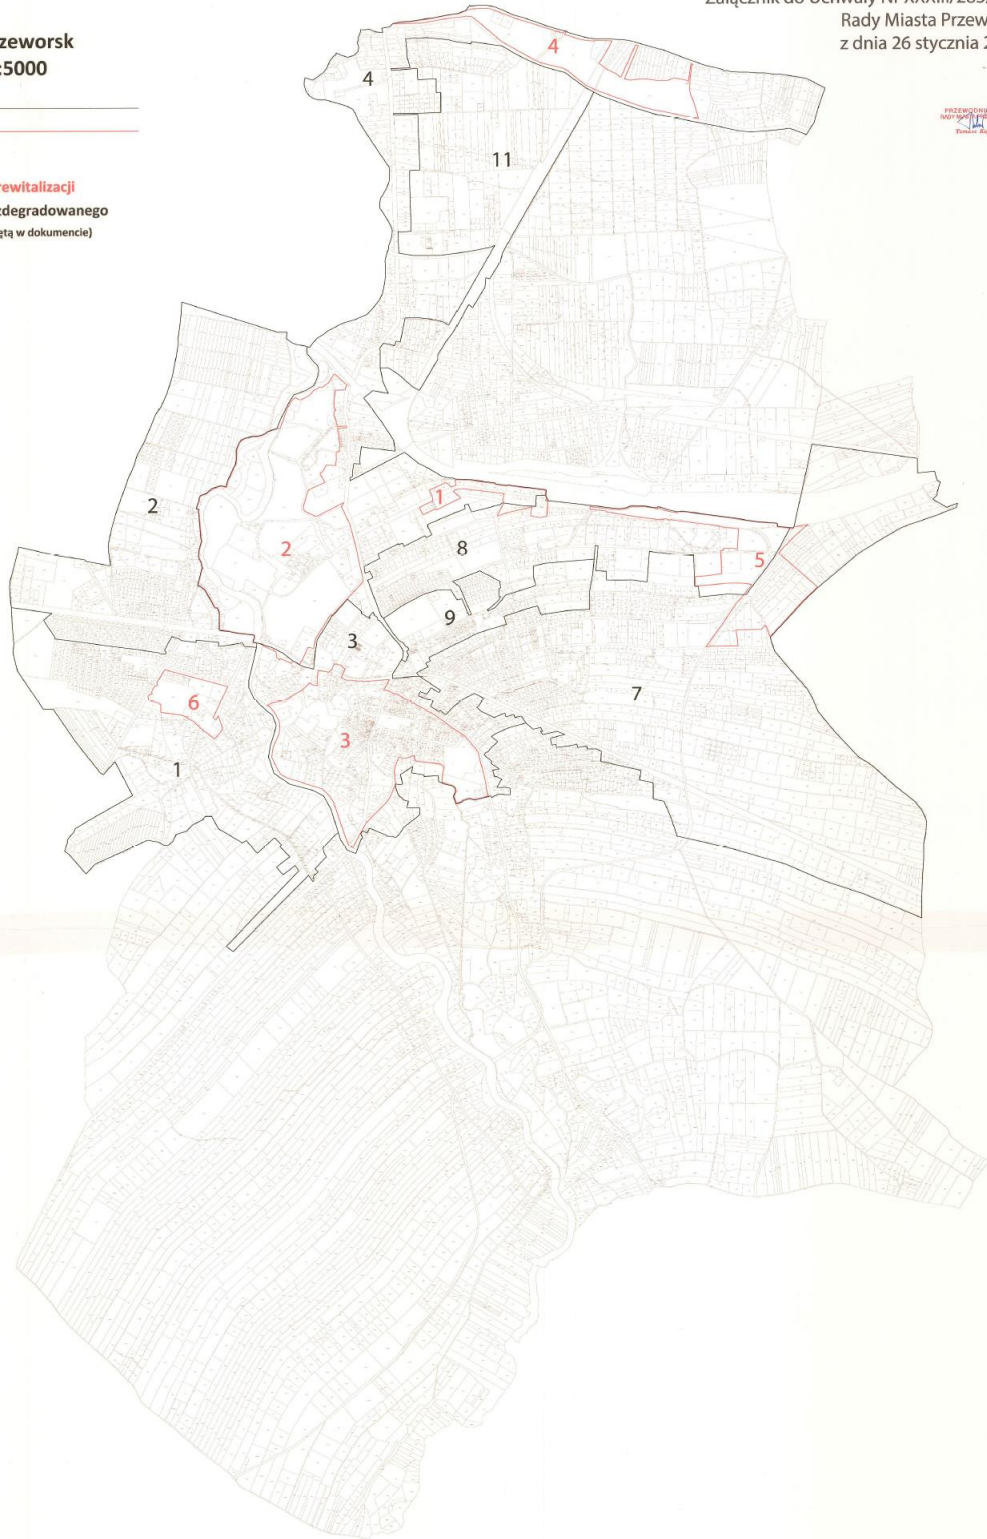 zeworsk
:5000
rewitalizacji
zdegradowanego
ętą w dokumencie)
Rady Miasta Przew
z dnia 26 stycznia 2
PRZEWODNI
4
4
11
1
2
2
8
5
9
3
7
6
3
1